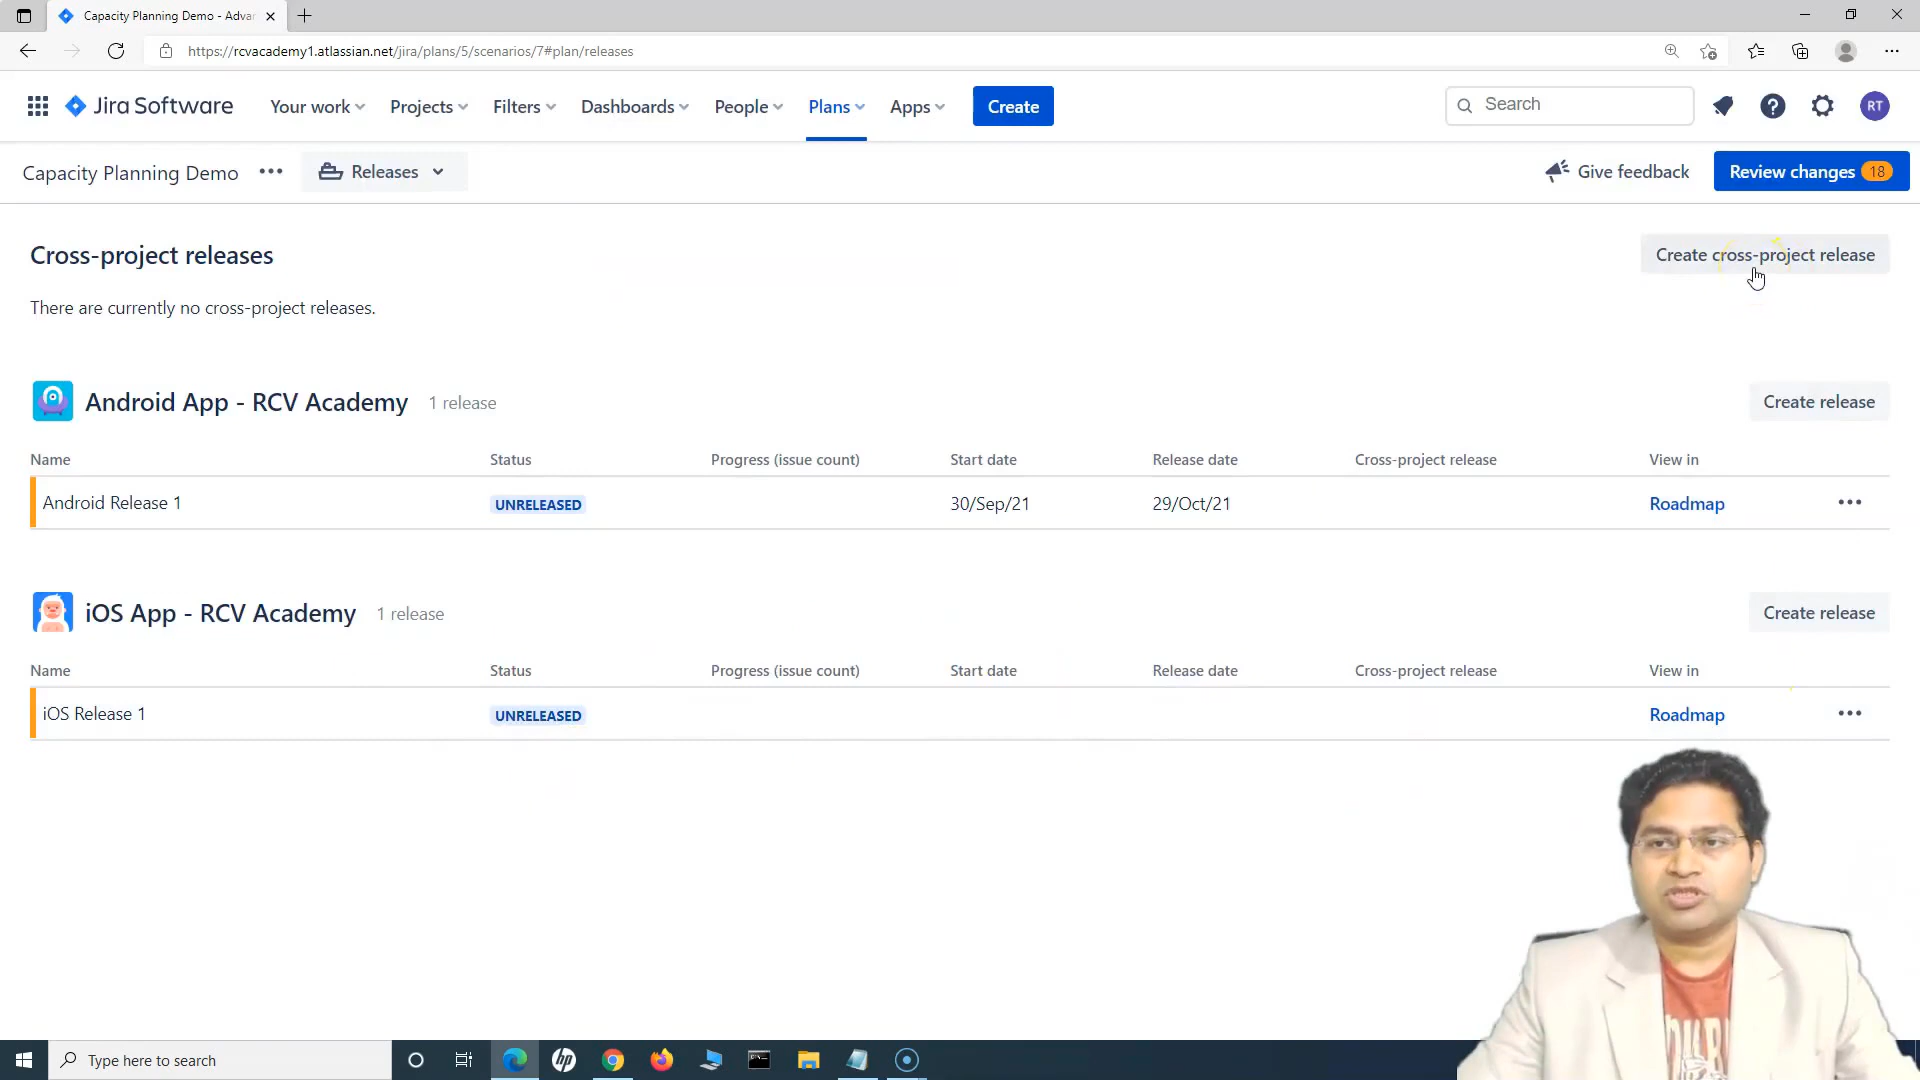 Capacity Planning Demo - Adva
https://rcvacademy1.atlassian.net/jira/plans/5/scenarios/7#plan/releases
Jira Software Your work Projects Filters Dashboards People Plans Apps Create Search RT
Capacity Planning Demo ••• Releases Give feedback Review changes 18
Cross-project releases Create cross-project release
There are currently no cross-project releases.
Android App - RCV Academy 1 release Create release
Name Status Progress (issue count) Start date Release date Cross-project release View in
Android Release 1 UNRELEASED 30/Sep/21 29/Oct/21 Roadmap •••
iOS App - RCV Academy 1 release Create release
Name Status Progress (issue count) Start date Release date Cross-project release View in
iOS Release 1 UNRELEASED Roadmap •••
Type here to search hp